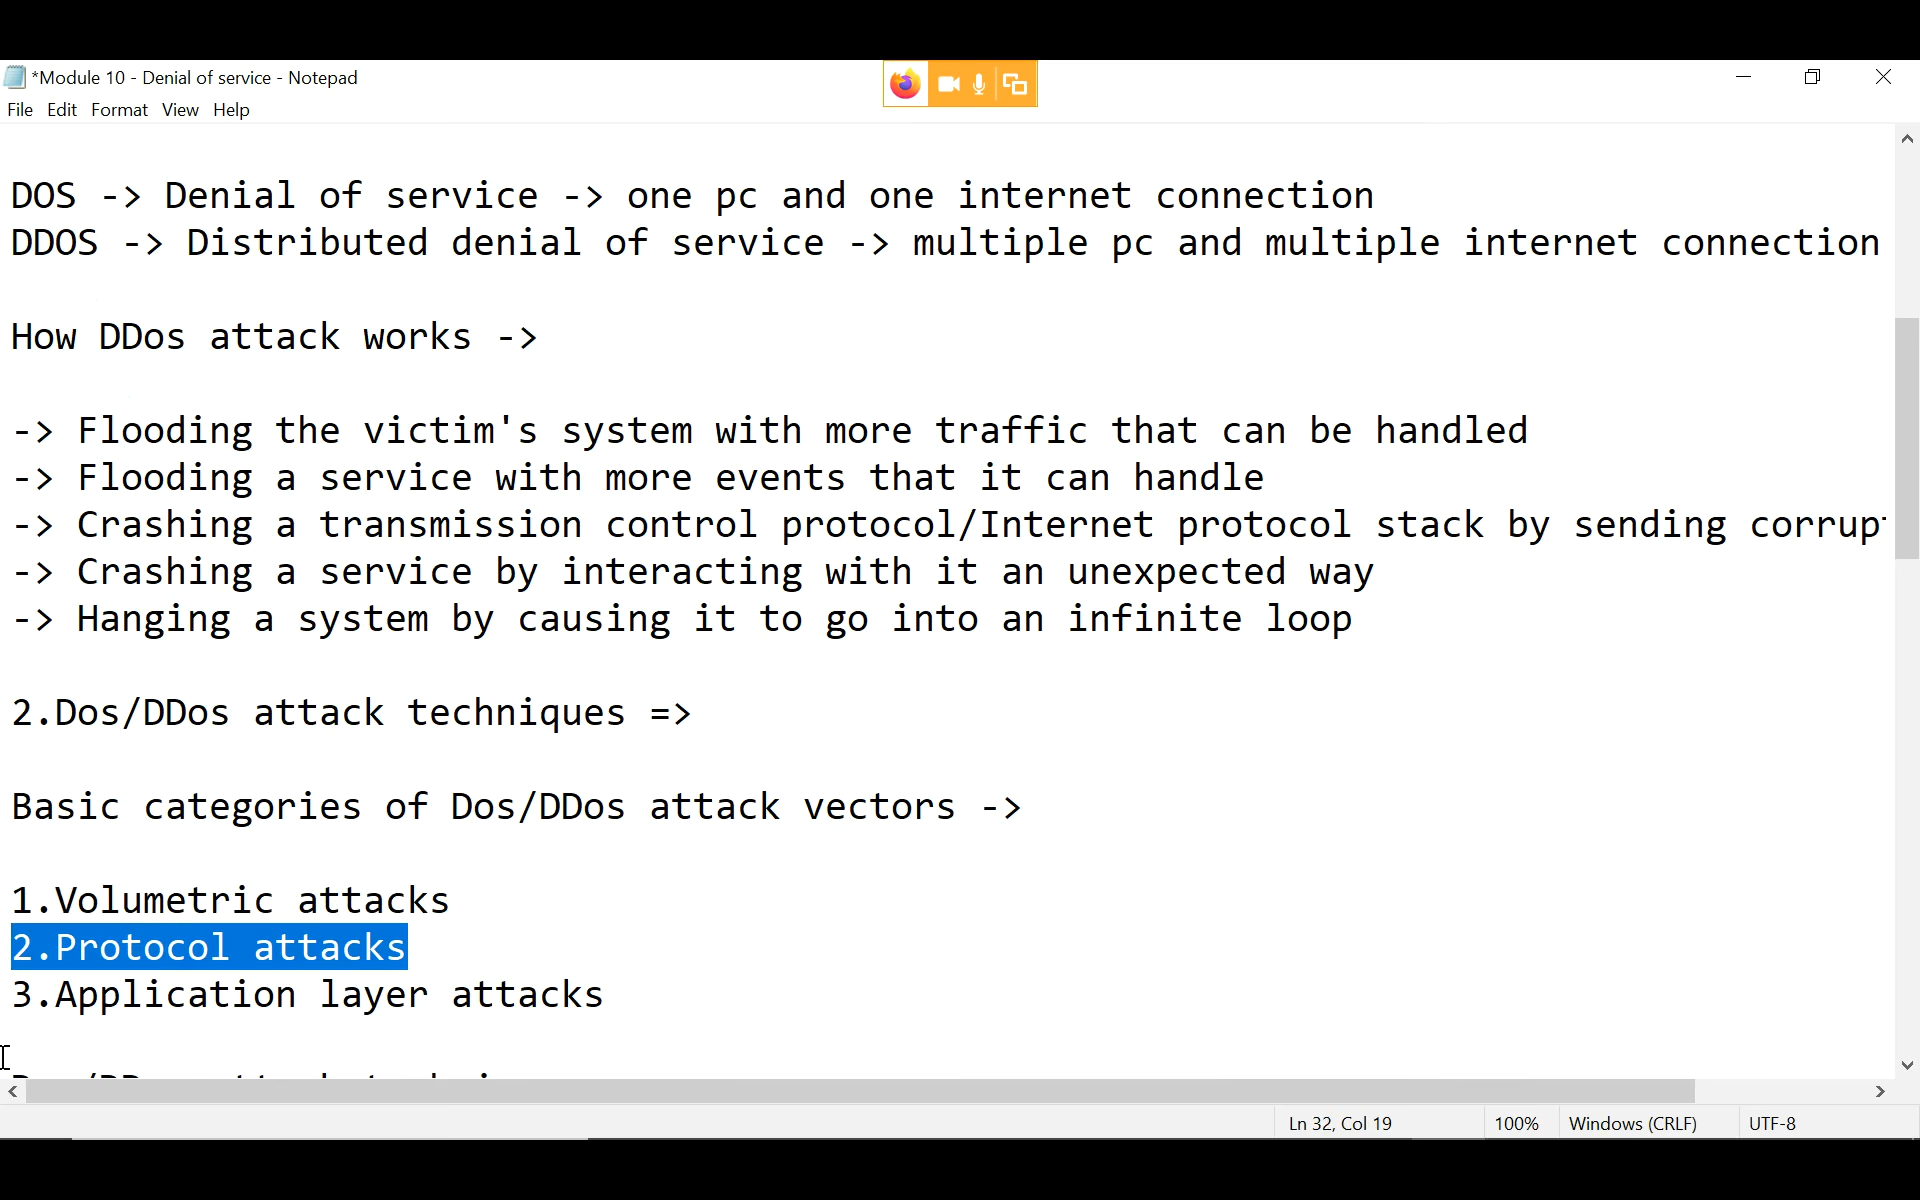 *Module 10 - Denial of service - Notepad
File Edit Format View Help
DOS -> Denial of service -> one pc and one internet connection
DDOS -> Distributed denial of service -> multiple pc and multiple internet connection
How DDos attack works ->
-> Flooding the victim's system with more traffic that can be handled
-> Flooding a service with more events that it can handle
-> Crashing a transmission control protocol/Internet protocol stack by sending
-> Crashing a service by interacting with it an unexpected way
-> Hanging a system by causing it to go into an infinite loop
2.Dos/DDos attack techniques =>
Basic categories of Dos/DDos attack vectors ->
1.Volumetric attacks
2.Protocol attacks
3.Application layer attacks
Ln 32, Col 19 100% Windows (CRLF) UTF-8